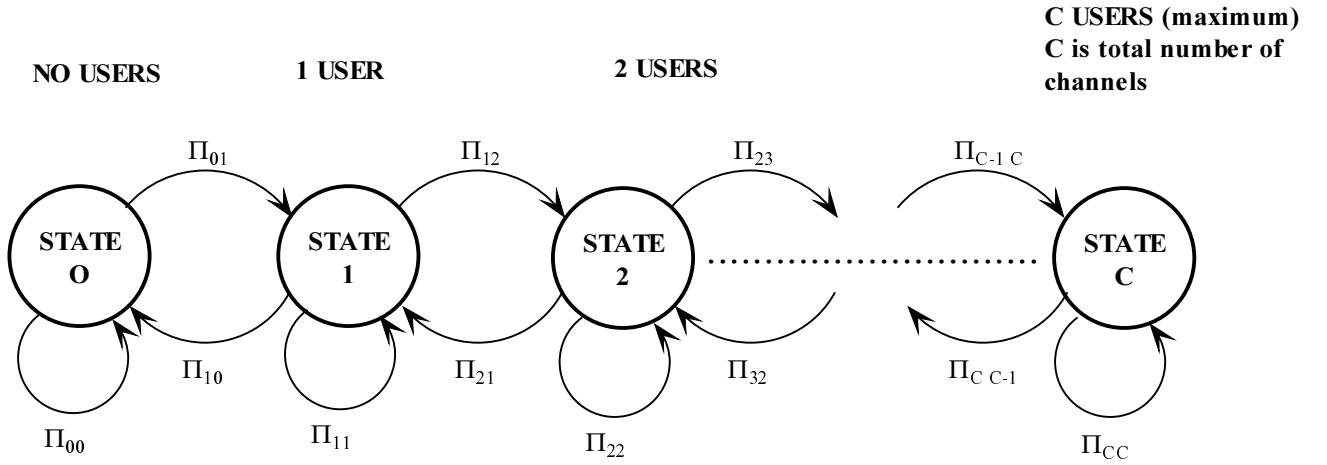 C USERS (maximum)
C is total number of
channels
NO USERS
1 USER
2 USERS
Π01
Π12
Π23
ΠC-1 C
STATE
O
STATE
1
STATE
2
STATE
C
Π10
Π21
Π32
ΠC C-1
Π00
Π11
Π22
ΠCC